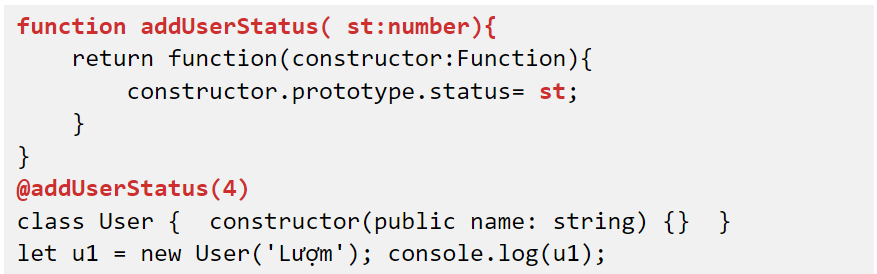 function addUserStatus( st:number){
    return function(constructor:Function){
        constructor.prototype.status= st;
    }
}
@addUserStatus(4)
class User {  constructor(public name: string) {}  }
let u1 = new User('Lượm'); console.log(u1);